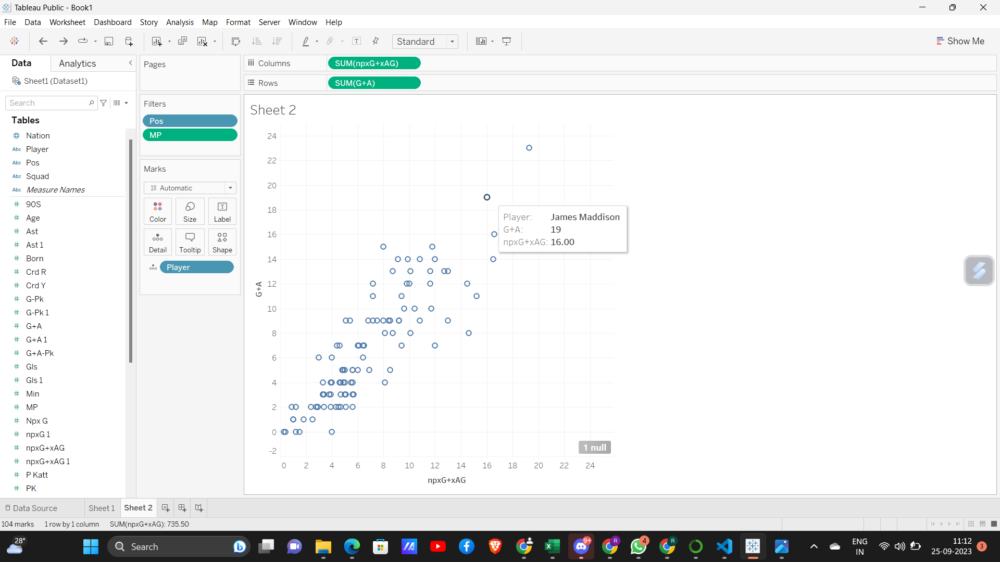 Tableau Public - Book1
File Data Worksheet Dashboard Story Analysis Map Format Server Window Help
Standard
Show Me
Data Analytics
Sheet1 (Dataset1)
Search
Tables
Nation
Abc Player
Abc Pos
Abc Squad
Abc Measure Names
90S
Age
Ast
Ast 1
Born
Crd R
Crd Y
G-Pk
G-Pk 1
G+A
G+A 1
G+A-Pk
Gls
Gls 1
Min
MP
Npx G
npxG 1
npxG+xAG
npxG+xAG 1
P Katt
PK
Pages
Filters
Pos
MP
Marks
Automatic
Color Size Label
Detail Tooltip Shape
Player
Columns SUM(npxG+xAG)
Rows SUM(G+A)
Sheet 2
24
22
20
18
16
14
12
10
8
6
4
2
0
-2
G+A
Player: James Maddison
G+A: 19
npxG+xAG: 16.00
1 null
0 2 4 6 8 10 12 14 16 18 20 22 24
npxG+xAG
Data Source Sheet 1 Sheet 2
104 marks 1 row by 1 column SUM(npxG+xAG): 735.50
28°
Search
9+
R
4
R
ENG
IN
11:12
25-09-2023
3